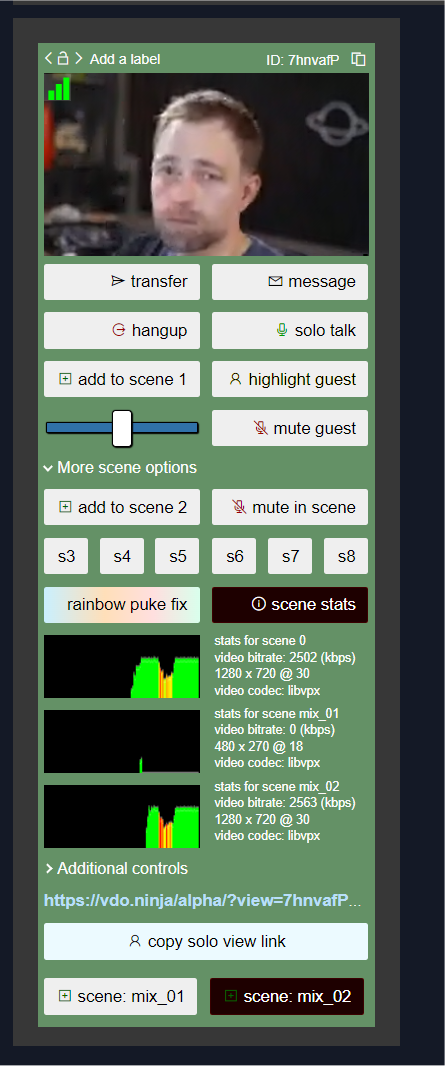 Add a label ID: 7hnvafP
transfer message
hangup solo talk
add to scene 1 highlight guest
mute guest
More scene options
add to scene 2 mute in scene
s3 s4 s5 s6 s7 s8
rainbow puke fix scene stats
stats for scene 0
video bitrate: 2502 (kbps)
1280 x 720 @ 30
video codec: libvpx
stats for scene mix_01
video bitrate: 0 (kbps)
480 x 270 @ 18
video codec: libvpx
stats for scene mix_02
video bitrate: 2563 (kbps)
1280 x 720 @ 30
video codec: libvpx
Additional controls
https://vdo.ninja/alpha/?view=7hnvafP...
copy solo view link
scene: mix_01 scene: mix_02